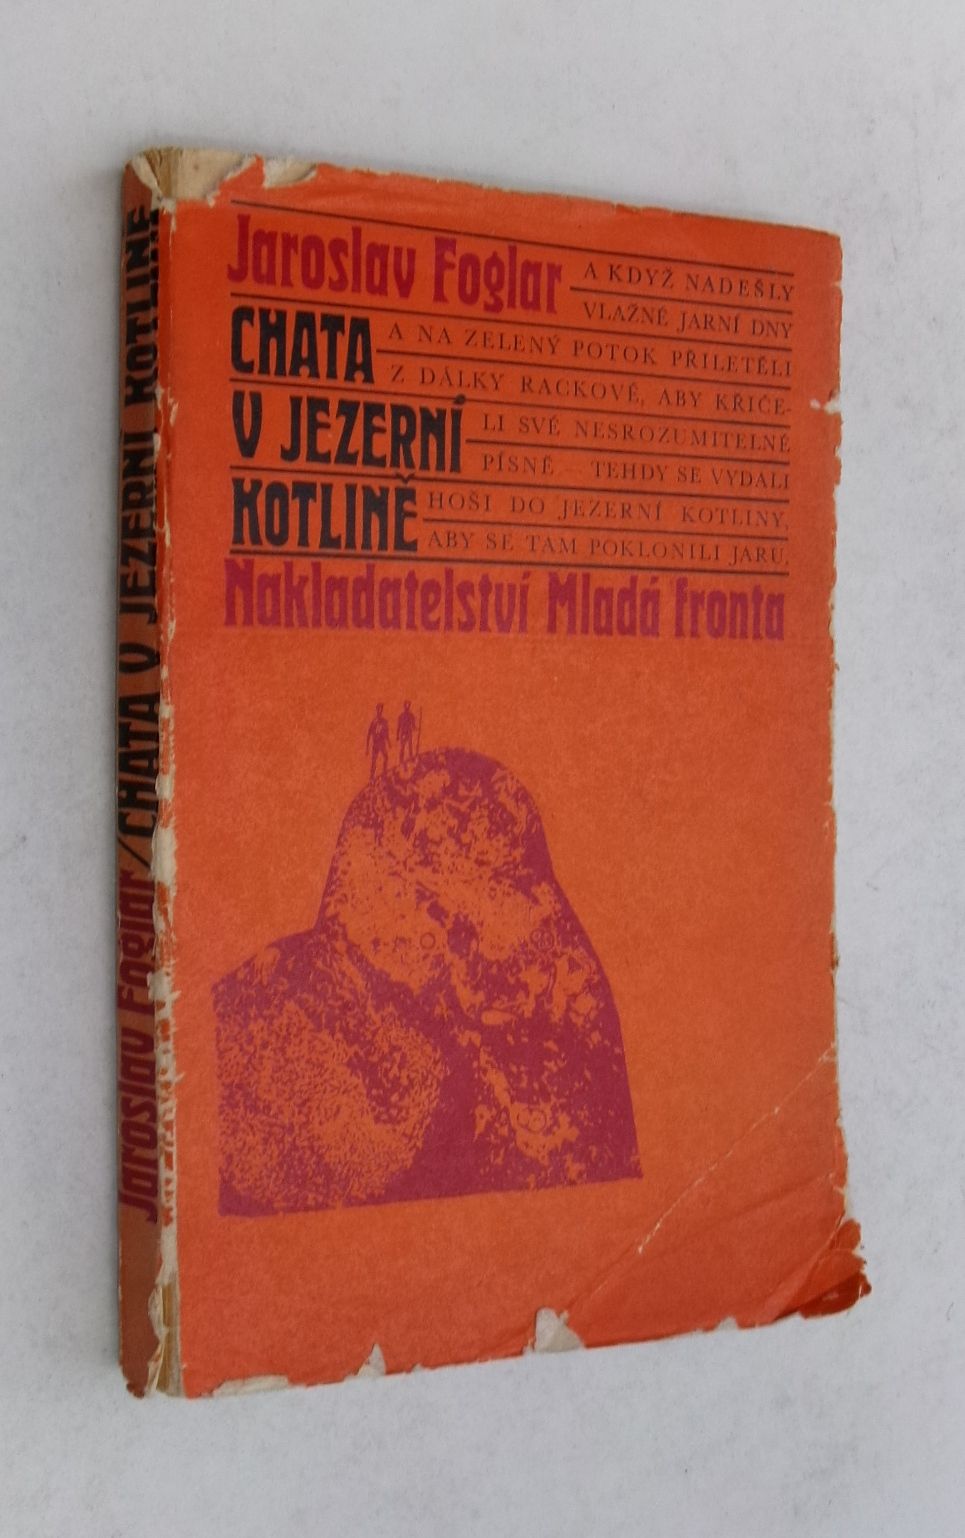 Jaroslav Foglar
A KDYŽ NADEŠLY
VLAŽNÉ JARNÍ DNY
CHATA
A NA ZELENÝ POTOK PŘILETĚLI
Z DÁLKY RACKOVÉ, ABY KŘIČE-
V JEZERNÍ
LI SVÉ NESROZUMITELNÉ
PÍSNĚ – TEHDY SE VYDALI
KOTLINĚ
HOŠI DO JEZERNÍ KOTLINY,
ABY SE TAM POKLONILI JARU.
Nakladatelství Mladá fronta
Jaroslav Foglar/CHATA V JEZERNÍ KOTLINĚ